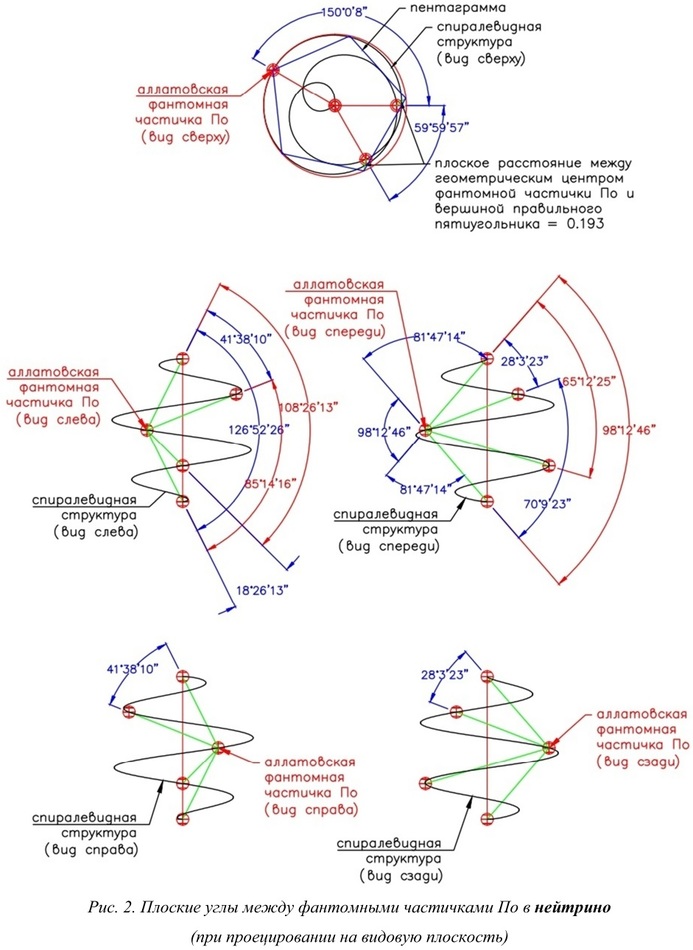 150°0'8"
пентаграмма
спиралевидная
структура
(вид сверху)
аллатовская
фантомная
частичка По
(вид сверху)
59°59'57"
плоское расстояние между
геометрическим центром
фантомной частички По и
вершиной правильного
пятиугольника = 0.193
аллатовская
фантомная
частичка По
(вид спереди)
41°38'10"
81°47'14"
28°3'23"
65°12'25"
аллатовская
фантомная
частичка По
(вид слева)
108°26'13"
126°52'26"
98°12'46"
98°12'46"
85°14'16"
81°47'14"
70°9'23"
спиралевидная
структура
(вид слева)
спиралевидная
структура
(вид спереди)
18°26'13"
41°38'10"
28°3'23"
аллатовская
фантомная
частичка По
(вид сзади)
аллатовская
фантомная
частичка По
(вид справа)
спиралевидная
структура
(вид справа)
спиралевидная
структура
(вид сзади)
Рис. 2. Плоские углы между фантомными частичками По в нейтрино
(при проецировании на видовую плоскость)